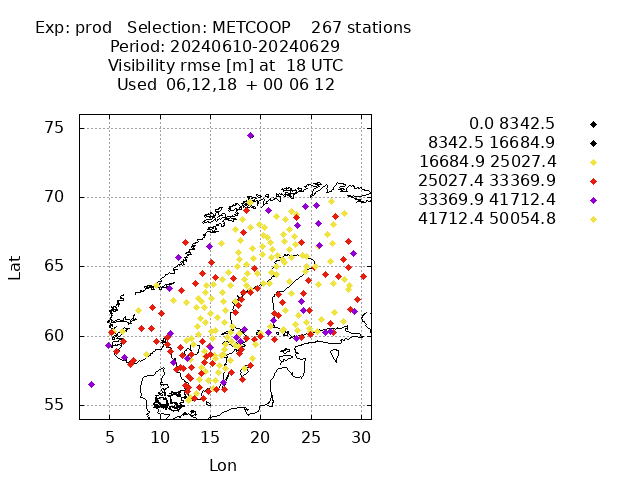 Exp: prod   Selection: METCOOP    267 stations
Period: 20240610-20240629
Visibility rmse [m] at  18 UTC
Used  06,12,18  + 00 06 12
0.0 8342.5
8342.5 16684.9
16684.9 25027.4
25027.4 33369.9
33369.9 41712.4
41712.4 50054.8
75
70
65
60
55
Lat
5 10 15 20 25 30
Lon